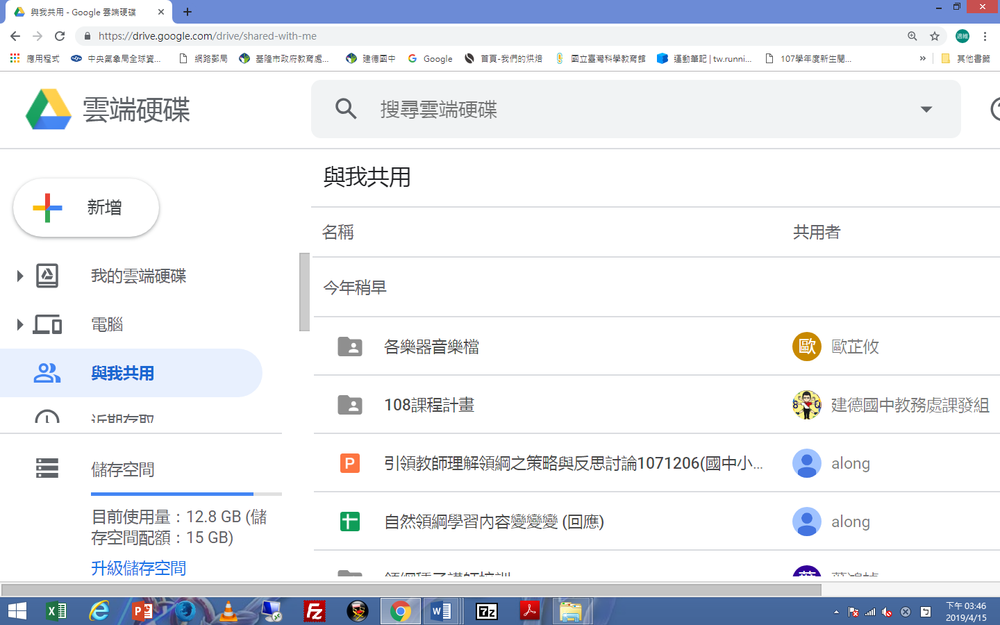 與我共用 - Google 雲端硬碟
https://drive.google.com/drive/shared-with-me
應用程式 中央氣象局全球資... 網路郵局 基隆市政府教育處... 建德國中 Google 首頁-我們的烘焙 國立臺灣科學教育館 運動筆記 | tw.runni... 107學年度新生閱... » 其他書籤
雲端硬碟
搜尋雲端硬碟
與我共用
新增
名稱 共用者
我的雲端硬碟
今年稍早
電腦
各樂器音樂檔 歐 歐芷攸
與我共用
108課程計畫 建德國中教務處課發組
近期存取
引領教師理解領綱之策略與反思討論1071206(國中小... along
儲存空間
目前使用量：12.8 GB (儲
存空間配額：15 GB)
自然領綱學習內容變變變 (回應) along
升級儲存空間
下午 03:46
2019/4/15